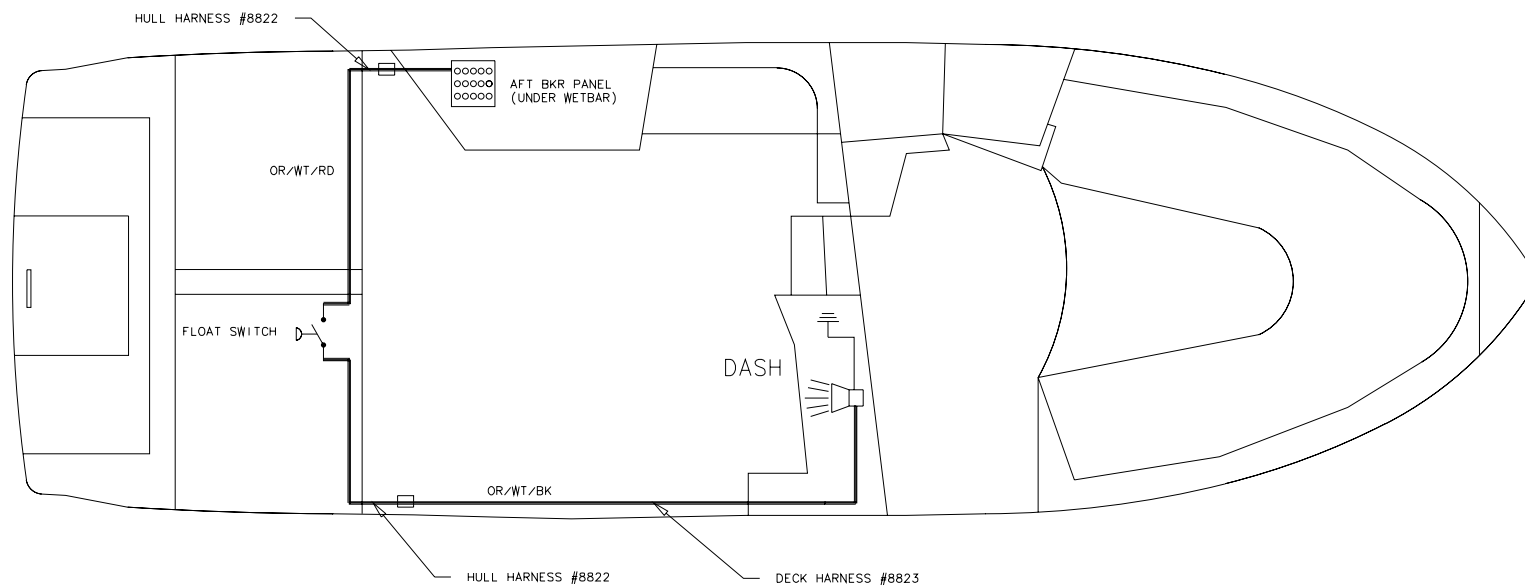 HULL HARNESS #8822
AFT BKR PANEL
(UNDER WETBAR)
OR/WT/RD
FLOAT SWITCH
DASH
OR/WT/BK
HULL HARNESS #8822
DECK HARNESS #8823